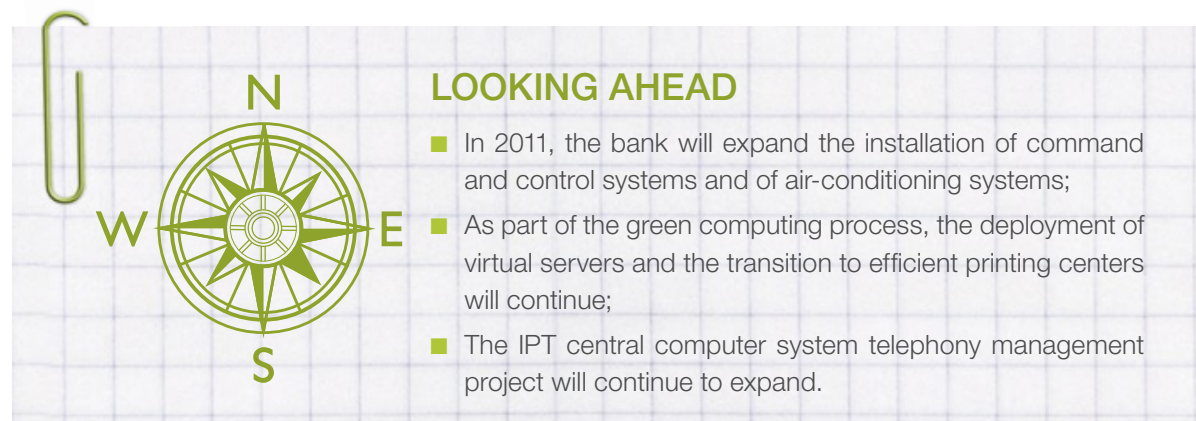 N
W
E
S
LOOKING AHEAD
In 2011, the bank will expand the installation of command
and control systems and of air-conditioning systems;
As part of the green computing process, the deployment of
virtual servers and the transition to efficient printing centers
will continue;
The IPT central computer system telephony management
project will continue to expand.